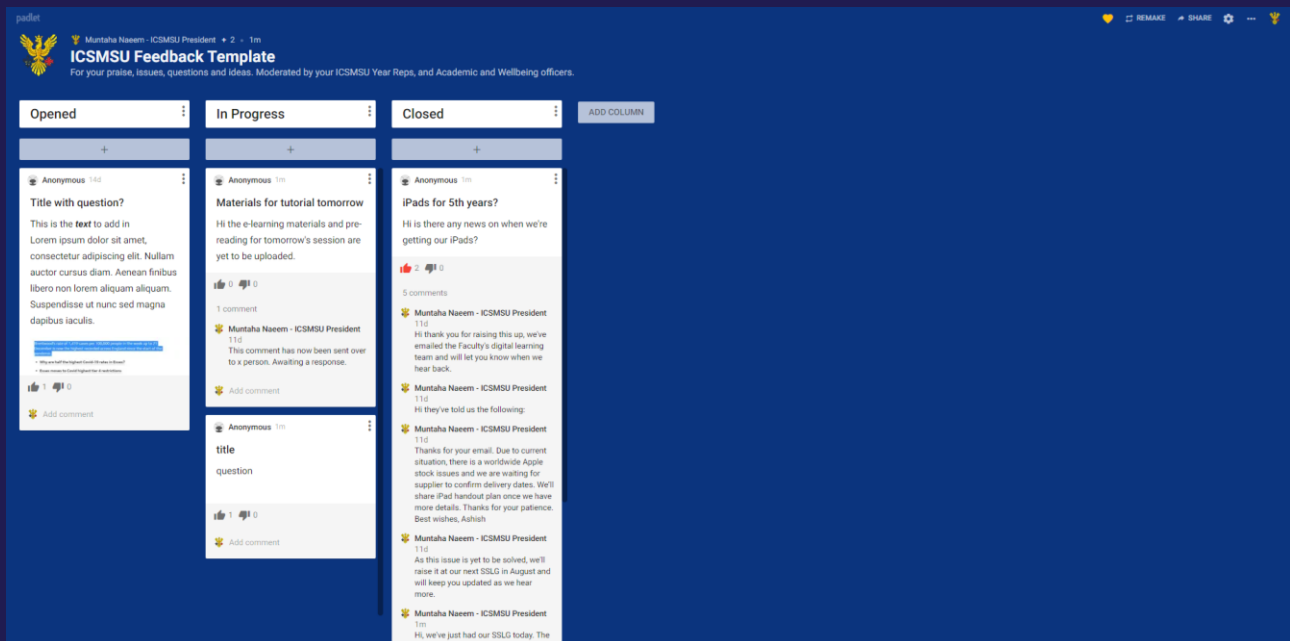 padlet
REMAKE
SHARE
Muntaha Naeem - ICSMSU President + 2 • 1m
ICSMSU Feedback Template
For your praise, issues, questions and ideas. Moderated by your ICSMSU Year Reps, and Academic and Wellbeing officers.
Opened
+
Anonymous 14d
Title with question?
This is the text to add in
Lorem ipsum dolor sit amet,
consectetur adipiscing elit. Nullam
auctor cursus diam. Aenean finibus
libero non lorem aliquam aliquam.
Suspendisse ut nunc sed magna
dapibus iaculis.
1 0
Add comment
In Progress
+
Anonymous 1m
Materials for tutorial tomorrow
Hi the e-learning materials and pre-
reading for tomorrow's session are
yet to be uploaded.
0 0
1 comment
Muntaha Naeem - ICSMSU President
11d
This comment has now been sent over
to x person. Awaiting a response.
Add comment
Anonymous 1m
title
question
1 0
Add comment
Closed
+
Anonymous 1m
iPads for 5th years?
Hi is there any news on when we're
getting our iPads?
2 0
5 comments
Muntaha Naeem - ICSMSU President
11d
Hi thank you for raising this up, we've
emailed the Faculty's digital learning
team and will let you know when we
hear back.
Muntaha Naeem - ICSMSU President
11d
Hi they've told us the following:
Muntaha Naeem - ICSMSU President
11d
Thanks for your email. Due to current
situation, there is a worldwide Apple
stock issues and we are waiting for
supplier to confirm delivery dates. We'll
share iPad handout plan once we have
more details. Thanks for your patience.
Best wishes, Ashish
Muntaha Naeem - ICSMSU President
11d
As this issue is yet to be solved, we'll
raise it at our next SSLG in August and
will keep you updated as we hear
more.
Muntaha Naeem - ICSMSU President
1m
Hi, we've just had our SSLG today. The
ADD COLUMN